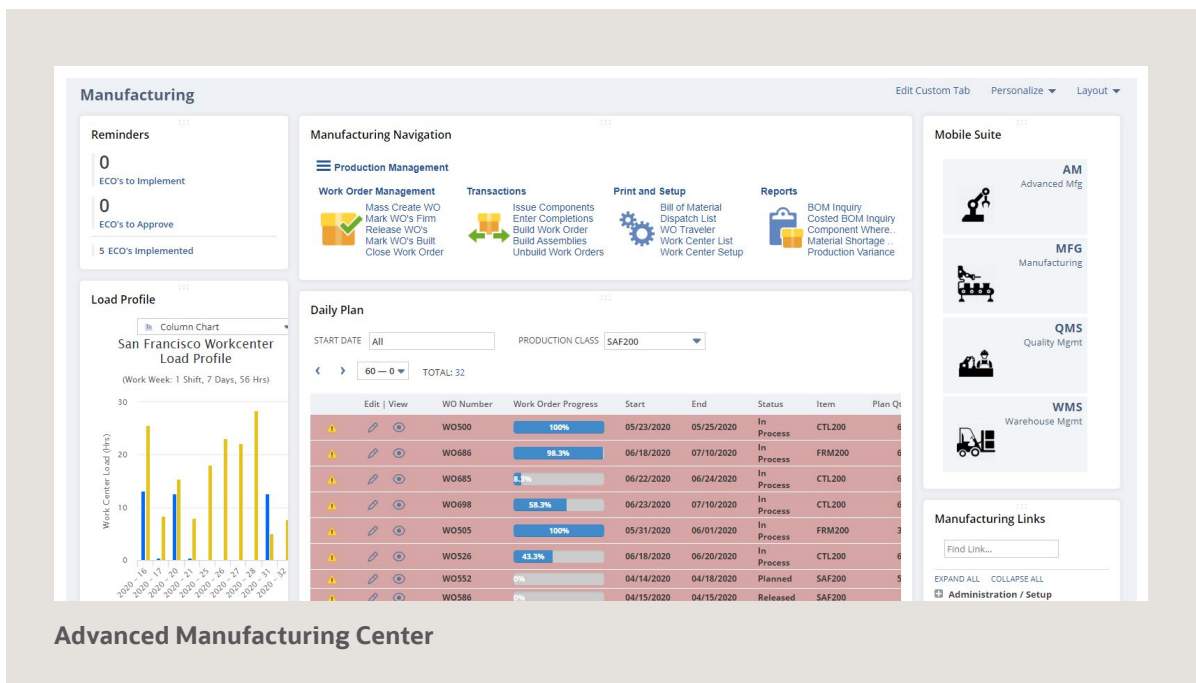 Manufacturing
Edit Custom Tab Personalize Layout
Reminders
0
ECO's to Implement
0
ECO's to Approve
5 ECO's Implemented
Manufacturing Navigation
Production Management
Work Order Management
Mass Create WO
Mark WO's Firm
Release WO's
Mark WO's Built
Close Work Order
Transactions
Issue Components
Enter Completions
Build Work Order
Build Assemblies
Unbuild Work Orders
Print and Setup
Bill of Material
Dispatch List
WO Traveler
Work Center List
Work Center Setup
Reports
BOM Inquiry
Costed BOM Inquiry
Component Where..
Material Shortage ..
Production Variance
Mobile Suite
AM
Advanced Mfg
MFG
Manufacturing
QMS
Quality Mgmt
WMS
Warehouse Mgmt
Load Profile
Column Chart
San Francisco Workcenter
Load Profile
(Work Week: 1 Shift, 7 Days, 56 Hrs)
Work Center Load (Hrs)
30
20
10
0
2020 - 16
2020 - 17
2020 - 20
2020 - 21
2020 - 25
2020 - 26
2020 - 27
2020 - 28
2020 - 31
2020 - 32
Daily Plan
START DATE All PRODUCTION CLASS SAF200
60 — 0 TOTAL: 32
Edit | View WO Number Work Order Progress Start End Status Item Plan
WO500 100% 05/23/2020 05/25/2020 In Process CTL200 6
WO686 98.3% 06/18/2020 07/10/2020 In Process FRM200 6
WO685 8.3% 06/22/2020 06/24/2020 In Process CTL200 6
WO698 58.3% 06/23/2020 07/10/2020 In Process CTL200 6
WO505 100% 05/31/2020 06/01/2020 In Process FRM200 3
WO526 43.3% 06/18/2020 06/20/2020 In Process CTL200 6
WO552 0% 04/14/2020 04/18/2020 Planned SAF200 5
WO586 0% 04/15/2020 04/15/2020 Released SAF200
Manufacturing Links
Find Link...
EXPAND ALL COLLAPSE ALL
Administration / Setup
Advanced Manufacturing Center